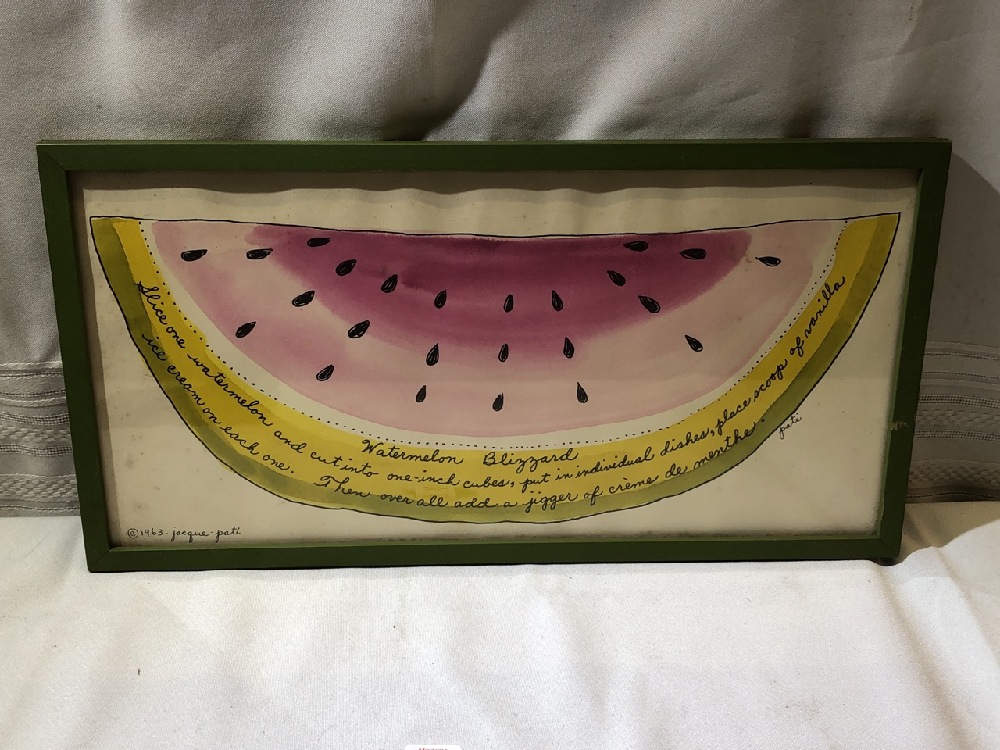 Watermelon Blizzard
Slice one watermelon and cut into one-inch cubes, put in individual dishes, place scoop of vanilla
ice cream on each one. Then over all add a jigger of crème de menthe.
pati
© 1963 · jacque · pati